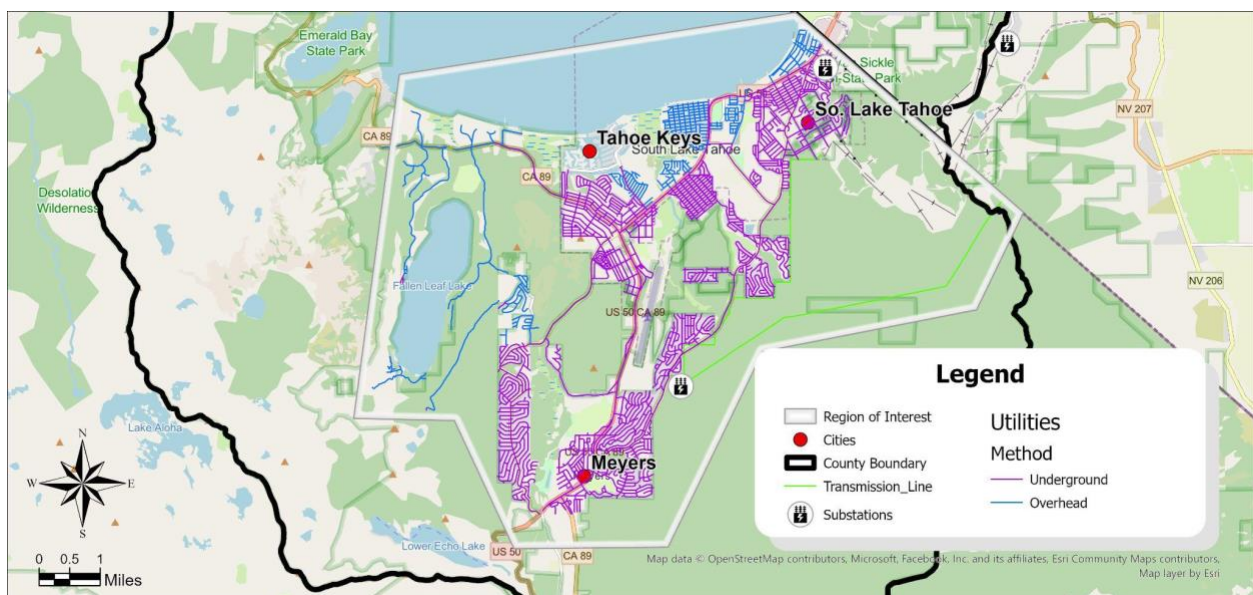 Emerald Bay
State Park
Sickle
State Park
NV 207
US
So. Lake Tahoe
CA 89
Tahoe Keys
South Lake Tahoe
CA 89
Desolation
Wilderness
Fallen Leaf Lake
NV 206
US 50 CA 89
Legend
Region of Interest
Cities
County Boundary
Transmission_Line
Substations
Utilities
Method
Underground
Overhead
Lake Aloha
N
W
E
S
Meyers
Lower Echo Lake
US 50
CA 89
0 0.5 1
Miles
Map data © OpenStreetMap contributors, Microsoft, Facebook, Inc. and its affiliates, Esri Community Maps contributors,
Map layer by Esri